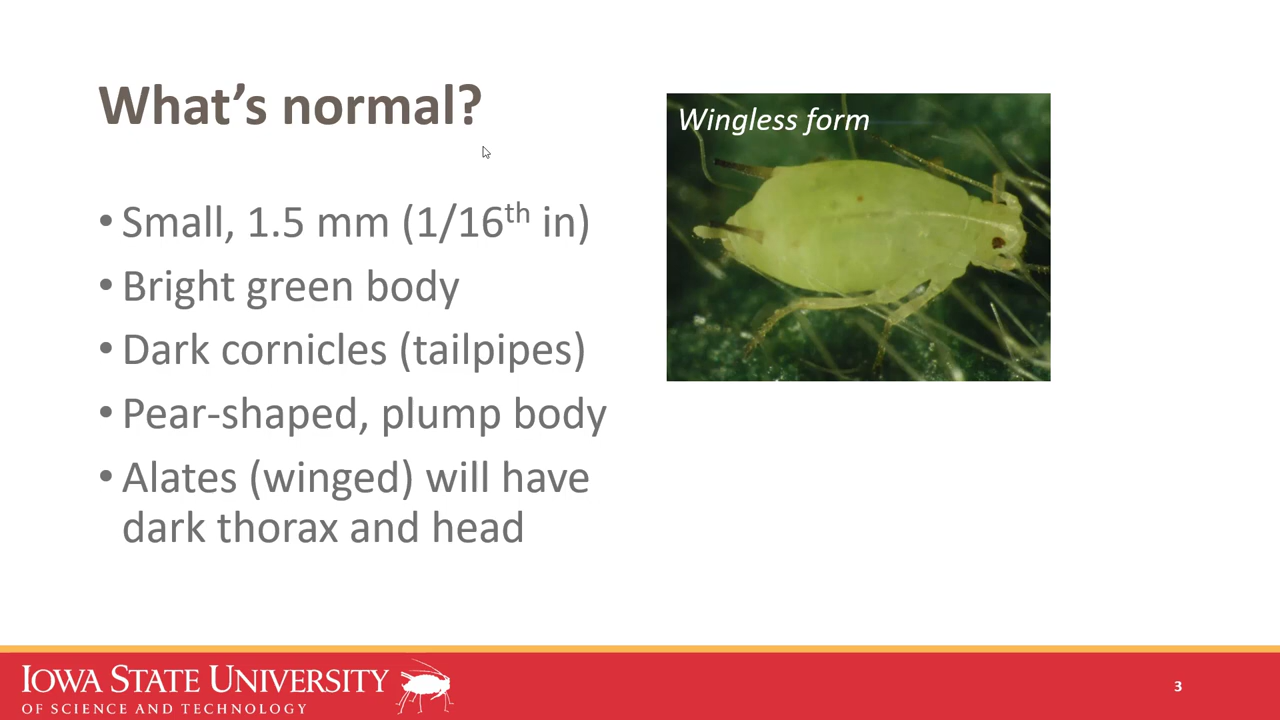 What's normal?
Wingless form
• Small, 1.5 mm (1/16th in)
• Bright green body
• Dark cornicles (tailpipes)
• Pear-shaped, plump body
• Alates (winged) will have
dark thorax and head
IOWA STATE UNIVERSITY
OF SCIENCE AND TECHNOLOGY
3